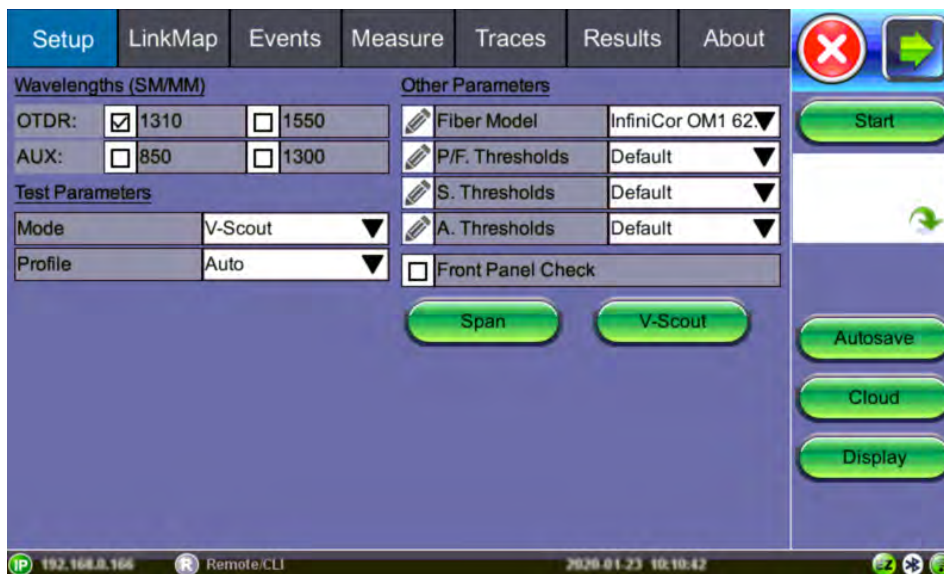 Setup LinkMap Events Measure Traces Results About
Wavelengths (SM/MM)
OTDR: 1310 1550
AUX: 850 1300
Test Parameters
Mode V-Scout
Profile Auto
Other Parameters
Fiber Model InfiniCor OM1 62.
P/F. Thresholds Default
S. Thresholds Default
A. Thresholds Default
Front Panel Check
Span V-Scout
Start
Autosave
Cloud
Display
IP 192.168.0.166 R Remote/CLI 2020-01-23 10:10:42 EZ